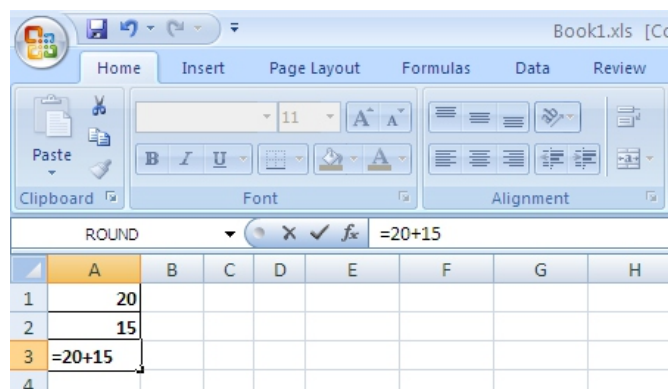 Book1.xls [Co
Home Insert Page Layout Formulas Data Review
11 A A
Paste
B I U A
Clipboard Font Alignment
ROUND fx =20+15
A B C D E F G H
1 20
2 15
3 =20+15
4